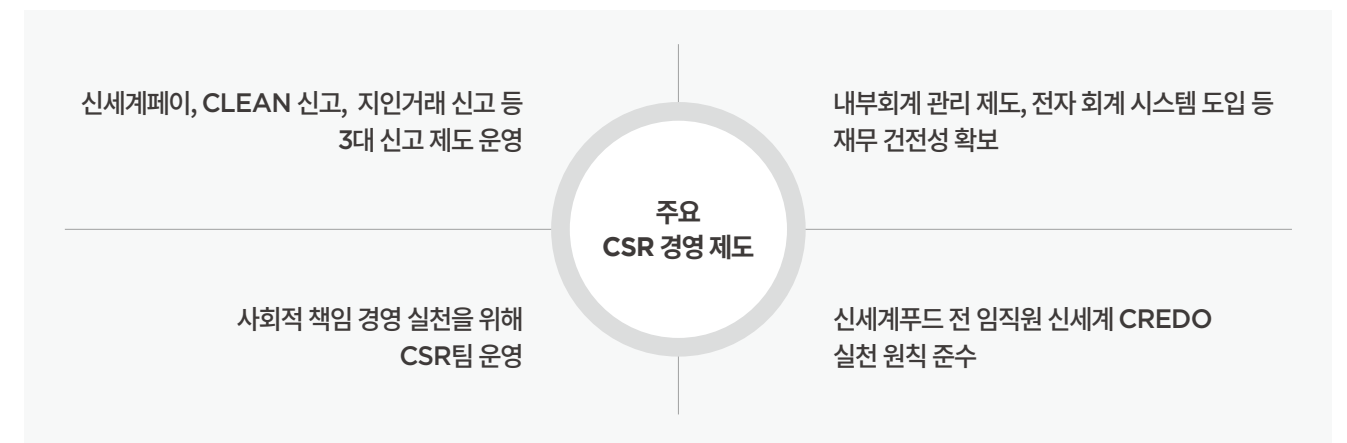 신세계페이, CLEAN 신고, 지인거래 신고 등
3대 신고 제도 운영
내부회계 관리 제도, 전자 회계 시스템 도입 등
재무 건전성 확보
주요
CSR 경영 제도
사회적 책임 경영 실천을 위해
CSR팀 운영
신세계푸드 전 임직원 신세계 CREDO
실천 원칙 준수